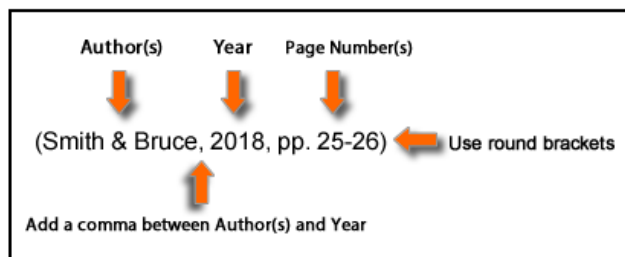 Author(s) Year Page Number(s)
(Smith & Bruce, 2018, pp. 25-26) Use round brackets
Add a comma between Author(s) and Year